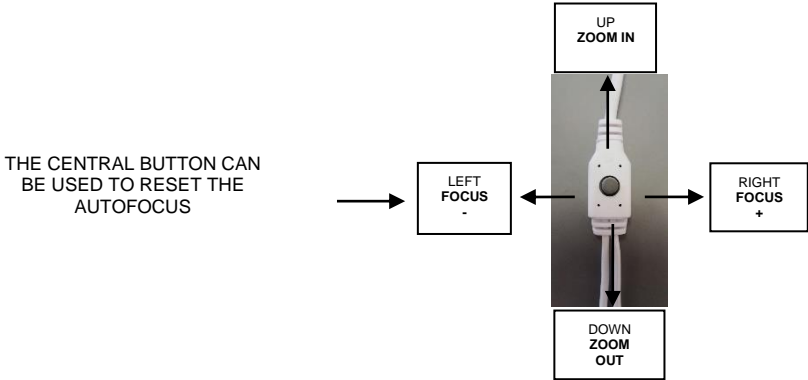 UP
ZOOM IN
THE CENTRAL BUTTON CAN
BE USED TO RESET THE
AUTOFOCUS
LEFT
FOCUS
-
RIGHT
FOCUS
+
DOWN
ZOOM
OUT